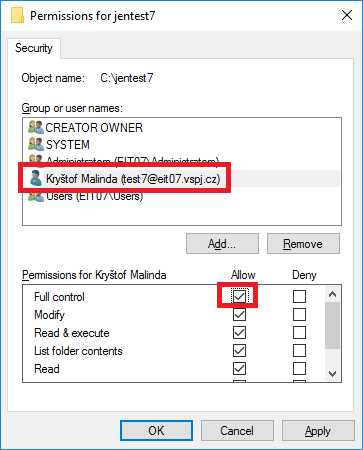 Permissions for jentest7
Security
Object name: C:\jentest7
Group or user names:
CREATOR OWNER
SYSTEM
Administrators (EIT07\Administrators)
Kryštof Malinda (test7@eit07.vspj.cz)
Users (EIT07\Users)
Add... Remove
Permissions for Kryštof Malinda Allow Deny
Full control
Modify
Read & execute
List folder contents
Read
OK Cancel Apply